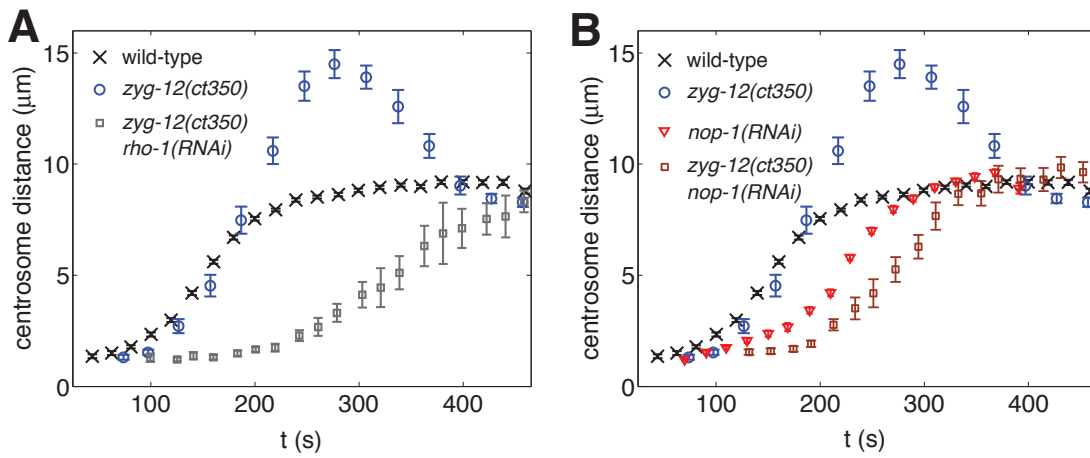 A
wild-type
zyg-12(ct350)
zyg-12(ct350)
rho-1(RNAi)
centrosome distance (μm)
15
10
5
0
100
200
300
400
t (s)
B
wild-type
zyg-12(ct350)
nop-1(RNAi)
zyg-12(ct350)
nop-1(RNAi)
centrosome distance (μm)
15
10
5
0
100
200
300
400
t (s)